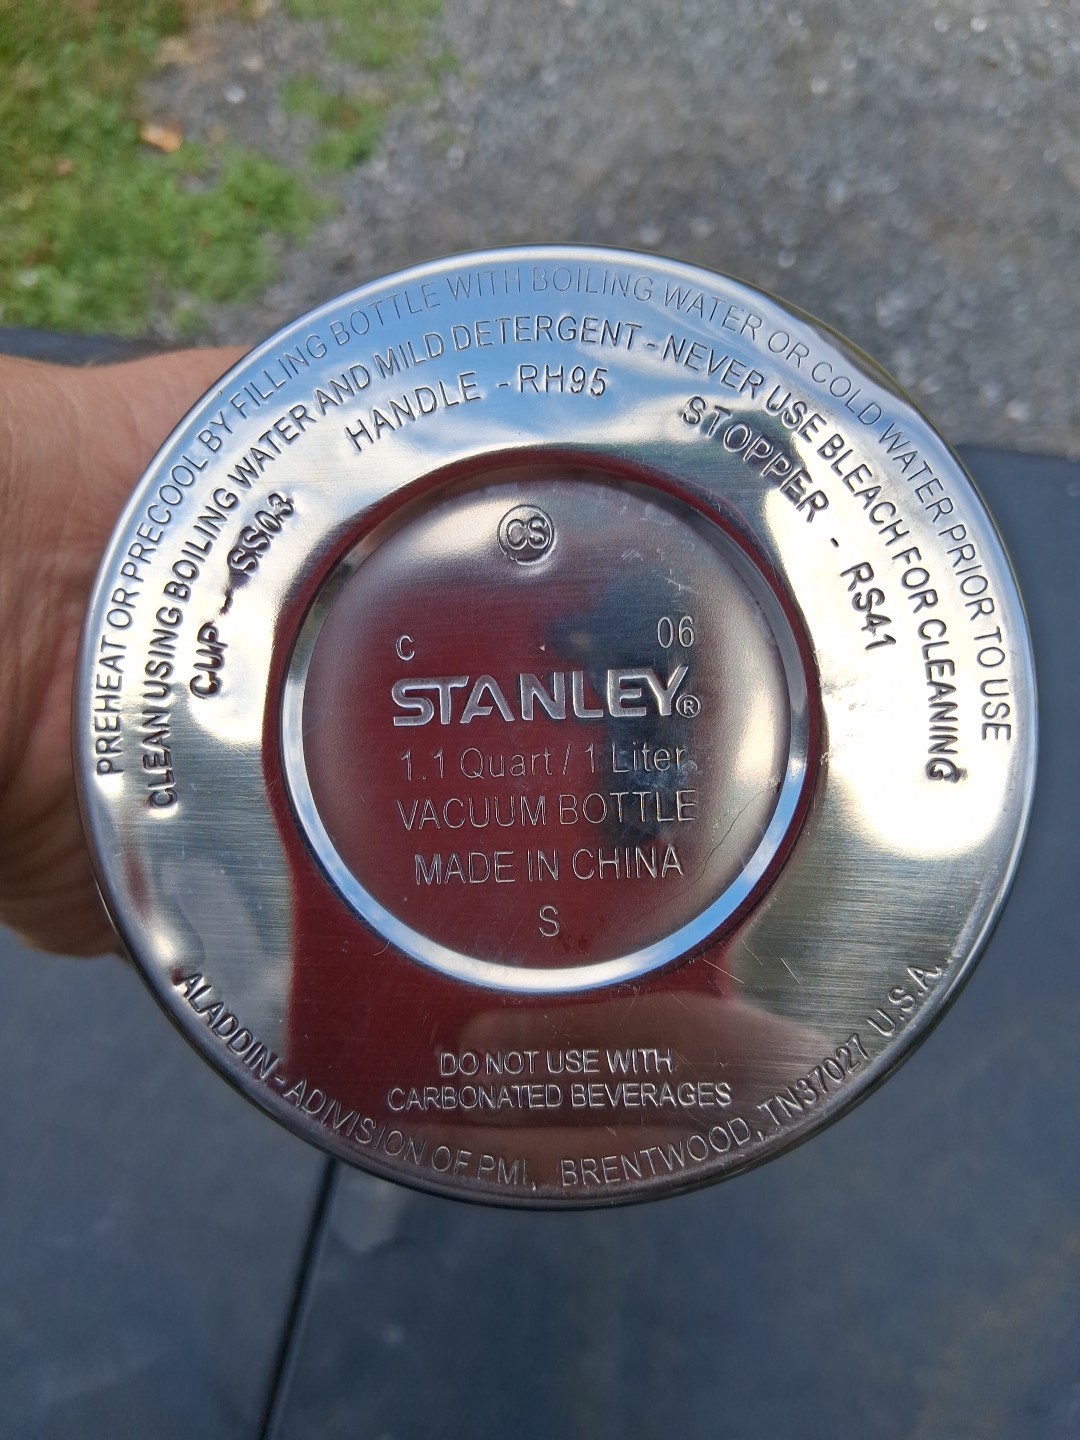 PREHEAT OR PRECOOL BY FILLING BOTTLE WITH BOILING WATER OR COLD WATER PRIOR TO USE
CLEAN USING BOILING WATER AND MILD DETERGENT - NEVER USE BLEACH FOR CLEANING
CUP - SS03
HANDLE - RH95
STOPPER - RS41
CS
C 06
STANLEY®
1.1 Quart / 1 Liter
VACUUM BOTTLE
MADE IN CHINA
S
DO NOT USE WITH
CARBONATED BEVERAGES
ALADDIN - A DIVISION OF PMI, BRENTWOOD, TN37027 U.S.A.